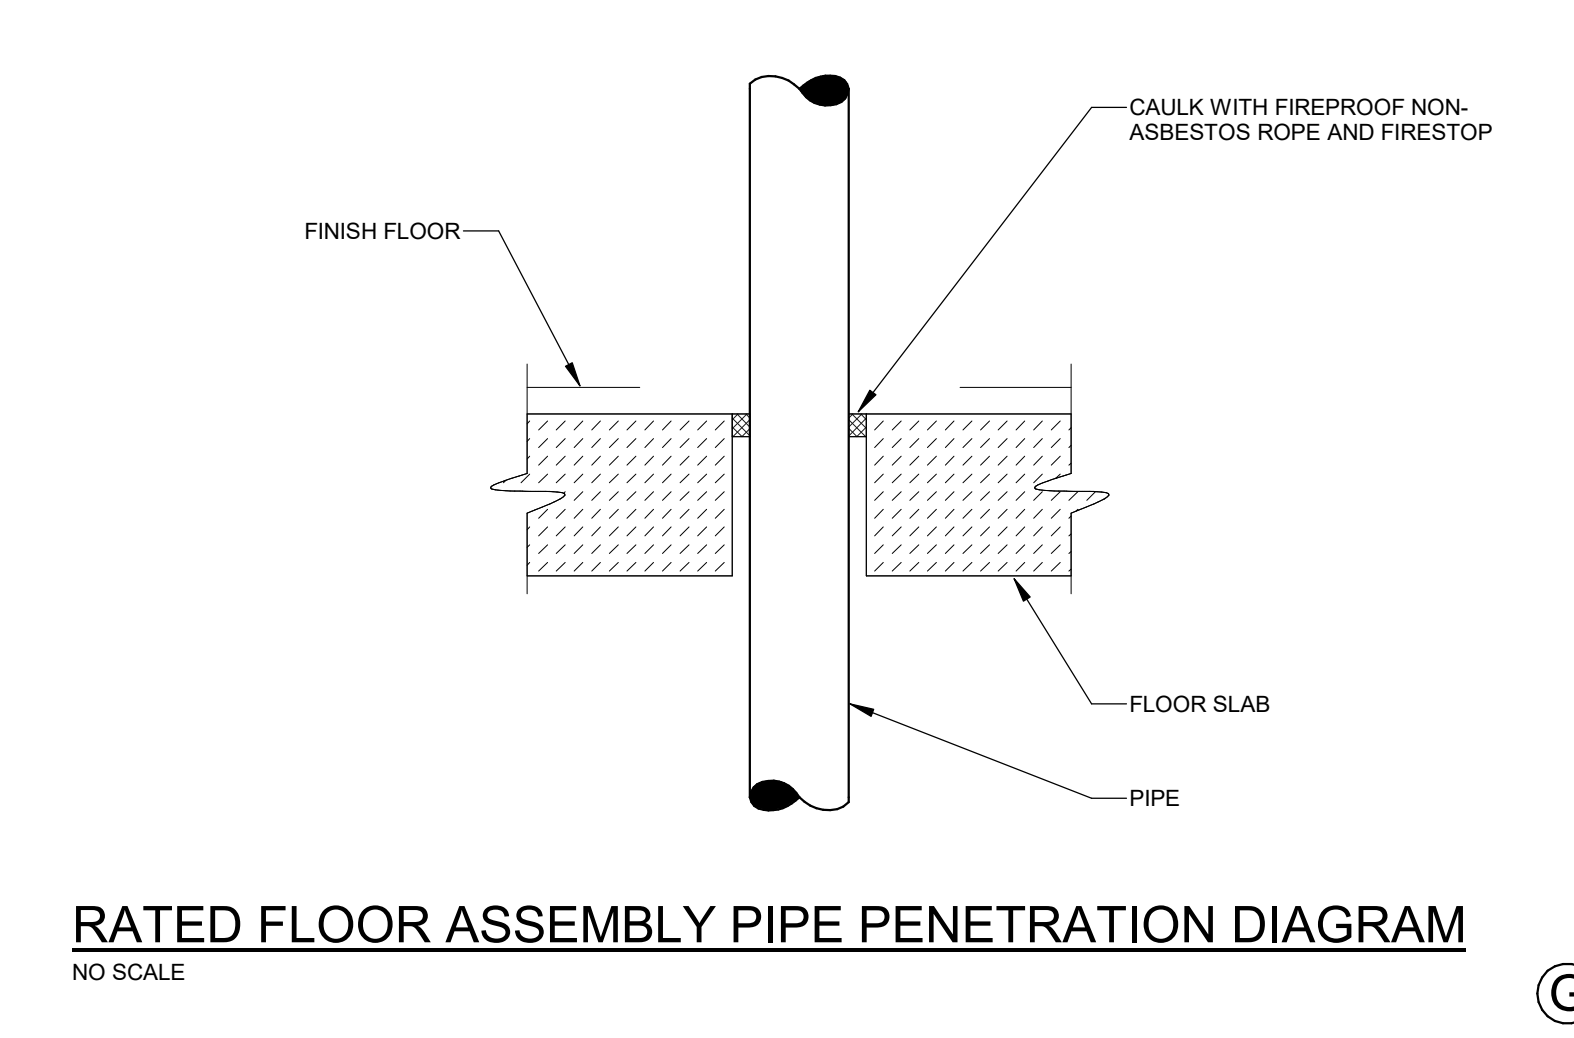 CAULK WITH FIREPROOF NON-
ASBESTOS ROPE AND FIRESTOP
FINISH FLOOR
FLOOR SLAB
PIPE
RATED FLOOR ASSEMBLY PIPE PENETRATION DIAGRAM
NO SCALE
G